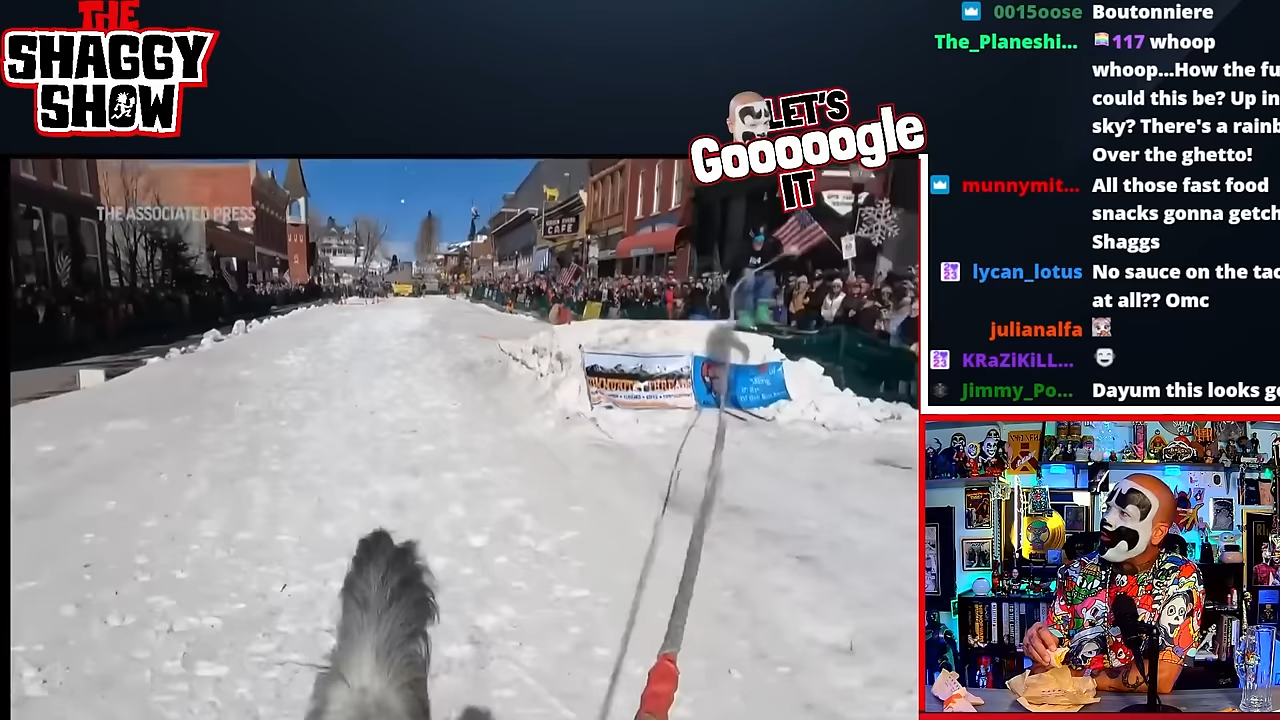 THE
SHAGGY
SHOW
LET'S
Gooooogle
IT
THE ASSOCIATED PRESS
CAFE
0015oose Boutonniere
The_Planeshi... 117 whoop
whoop...How the fu
could this be? Up in
sky? There's a rainb
Over the ghetto!
munnymit... All those fast food
snacks gonna getch
Shaggs
lycan_lotus No sauce on the tac
at all?? Omc
julianalfa
KRaZiKiLL...
Jimmy_Po... Dayum this looks go